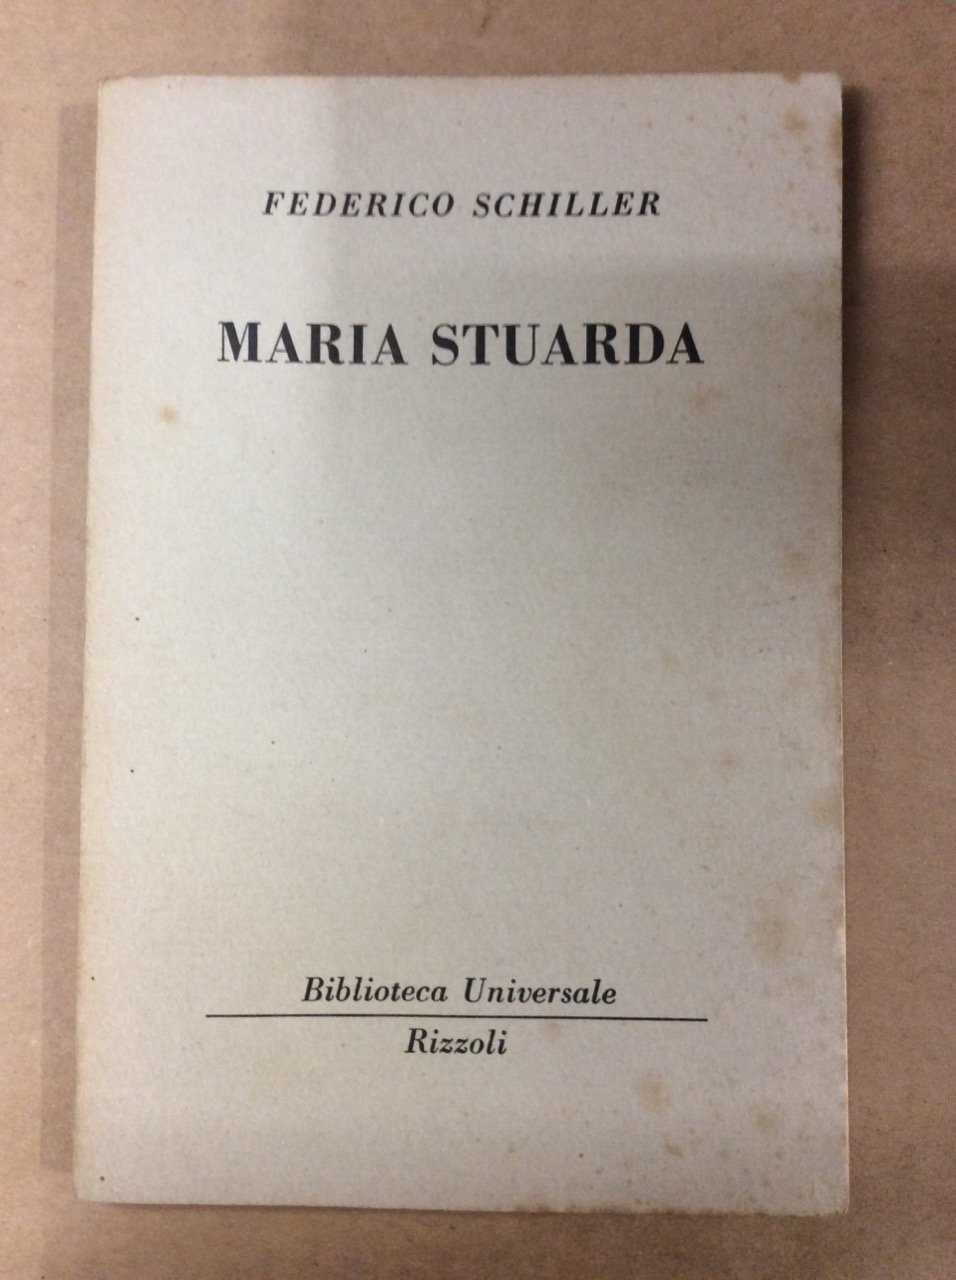 FEDERICO SCHILLER
MARIA STUARDA
Biblioteca Universale
Rizzoli